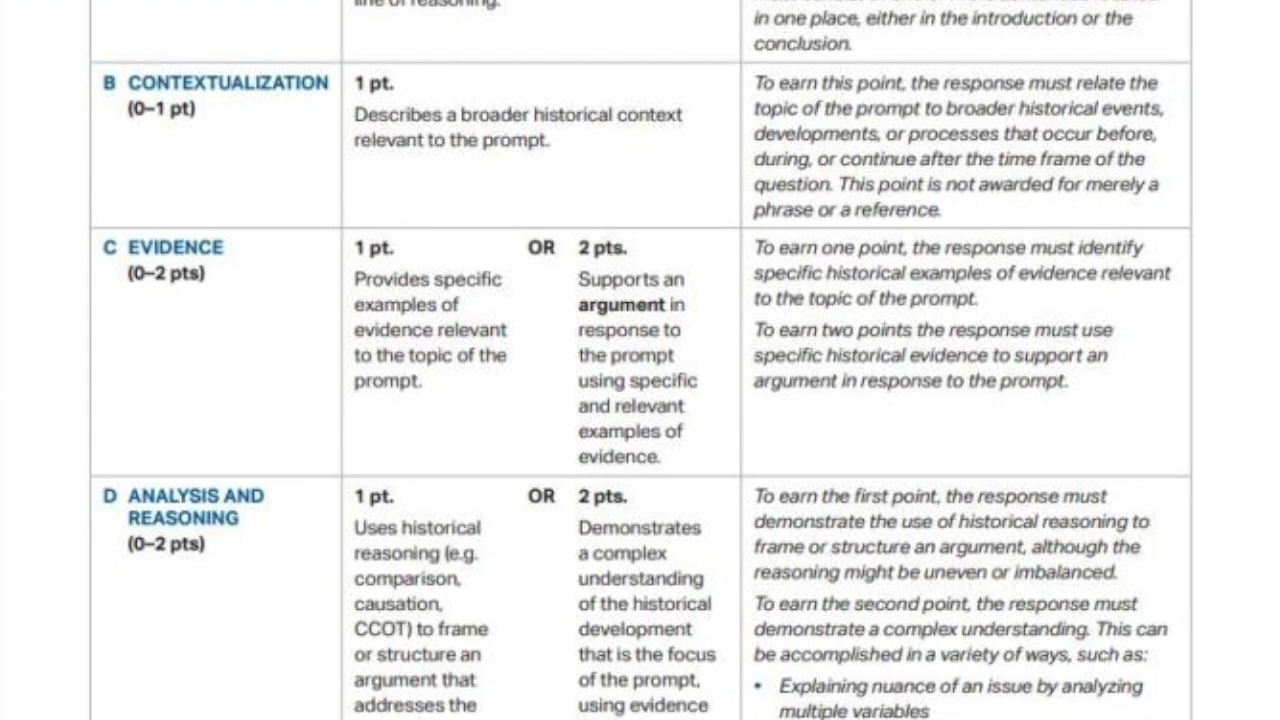 line of reasoning.
in one place, either in the introduction or the
conclusion.
B CONTEXTUALIZATION
(0–1 pt)
1 pt.
Describes a broader historical context
relevant to the prompt.
To earn this point, the response must relate the
topic of the prompt to broader historical events,
developments, or processes that occur before,
during, or continue after the time frame of the
question. This point is not awarded for merely a
phrase or a reference.
C EVIDENCE
(0–2 pts)
1 pt.
Provides specific
examples of
evidence relevant
to the topic of the
prompt.
OR
2 pts.
Supports an
argument in
response to
the prompt
using specific
and relevant
examples of
evidence.
To earn one point, the response must identify
specific historical examples of evidence relevant
to the topic of the prompt.
To earn two points the response must use
specific historical evidence to support an
argument in response to the prompt.
D ANALYSIS AND
REASONING
(0–2 pts)
1 pt.
Uses historical
reasoning (e.g.
comparison,
causation,
CCOT) to frame
or structure an
argument that
addresses the
OR
2 pts.
Demonstrates
a complex
understanding
of the historical
development
that is the focus
of the prompt,
using evidence
To earn the first point, the response must
demonstrate the use of historical reasoning to
frame or structure an argument, although the
reasoning might be uneven or imbalanced.
To earn the second point, the response must
demonstrate a complex understanding. This can
be accomplished in a variety of ways, such as:
• Explaining nuance of an issue by analyzing
multiple variables